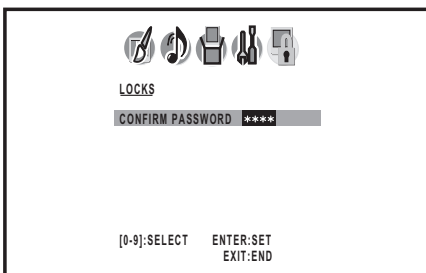 LOCKS
CONFIRM PASSWORD ****
[0-9]:SELECT ENTER:SET
EXIT:END